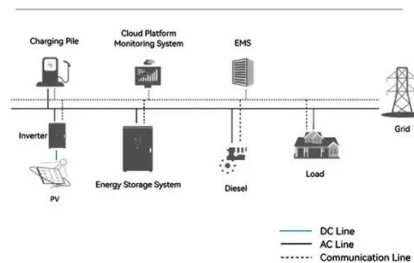 Charging Pile
Cloud Platform
Monitoring System
EMS
Grid
Inverter
PV
Energy Storage System
Diesel
Load
DC Line
AC Line
Communication Line